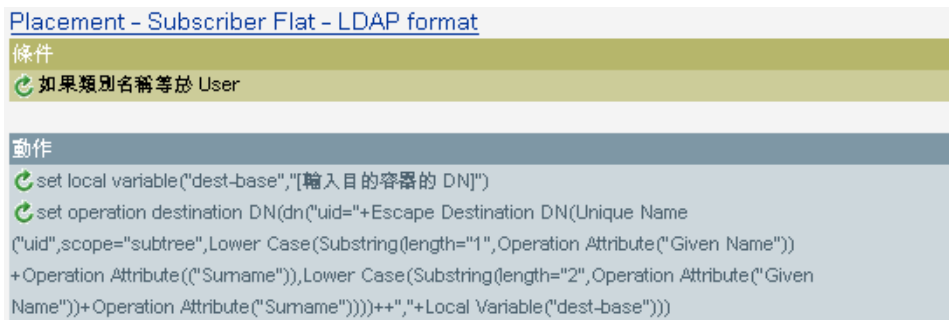 Placement - Subscriber Flat - LDAP format
條件
如果類別名稱等於 User
動作
set local variable("dest-base","[輸入目的容器的 DN]")
set operation destination DN(dn("uid="+Escape Destination DN(Unique Name
("uid",scope="subtree",Lower Case(Substring(length="1",Operation Attribute("Given Name"))
+Operation Attribute(("Surname")),Lower Case(Substring(length="2",Operation Attribute("Given
Name"))+Operation Attribute("Surname"))))++","+Local Variable("dest-base")))